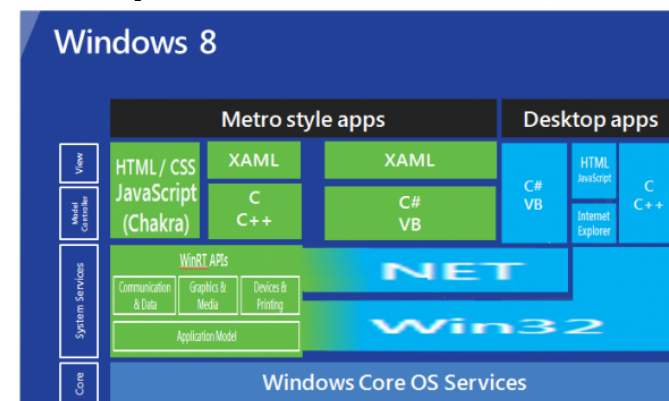 Windows 8
Metro style apps
Desktop apps
View
Model
Controller
System Services
Core
HTML / CSS
JavaScript
(Chakra)
XAML
C
C++
XAML
C#
VB
C#
VB
HTML
JavaScript
Internet
Explorer
C
C++
WinRT APIs
Communication
& Data
Graphics &
Media
Devices &
Printing
Application Model
NET
Win32
Windows Core OS Services